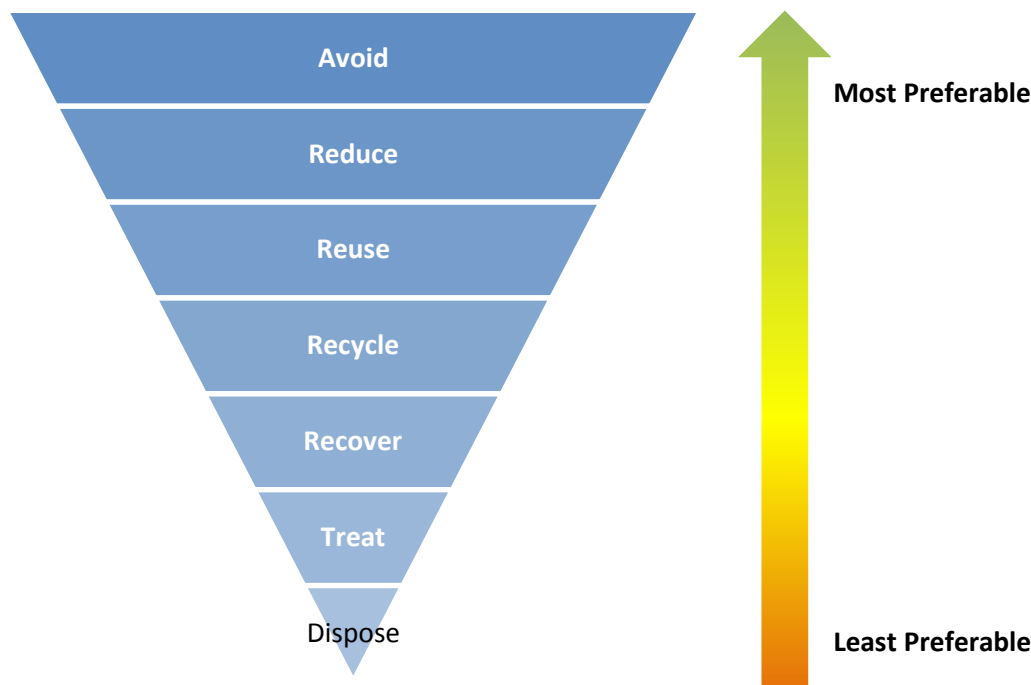 Avoid
Most Preferable
Reduce
Reuse
Recycle
Recover
Treat
Dispose
Least Preferable